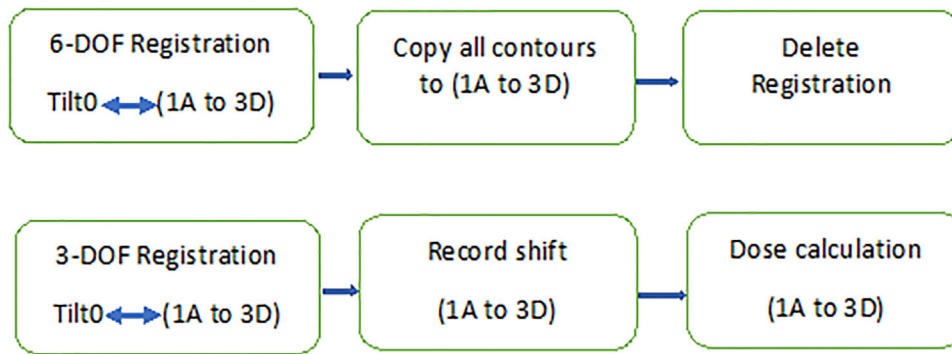 6-DOF Registration
Tilt0 (1A to 3D)
Copy all contours
to (1A to 3D)
Delete
Registration
3-DOF Registration
Tilt0 (1A to 3D)
Record shift
(1A to 3D)
Dose calculation
(1A to 3D)